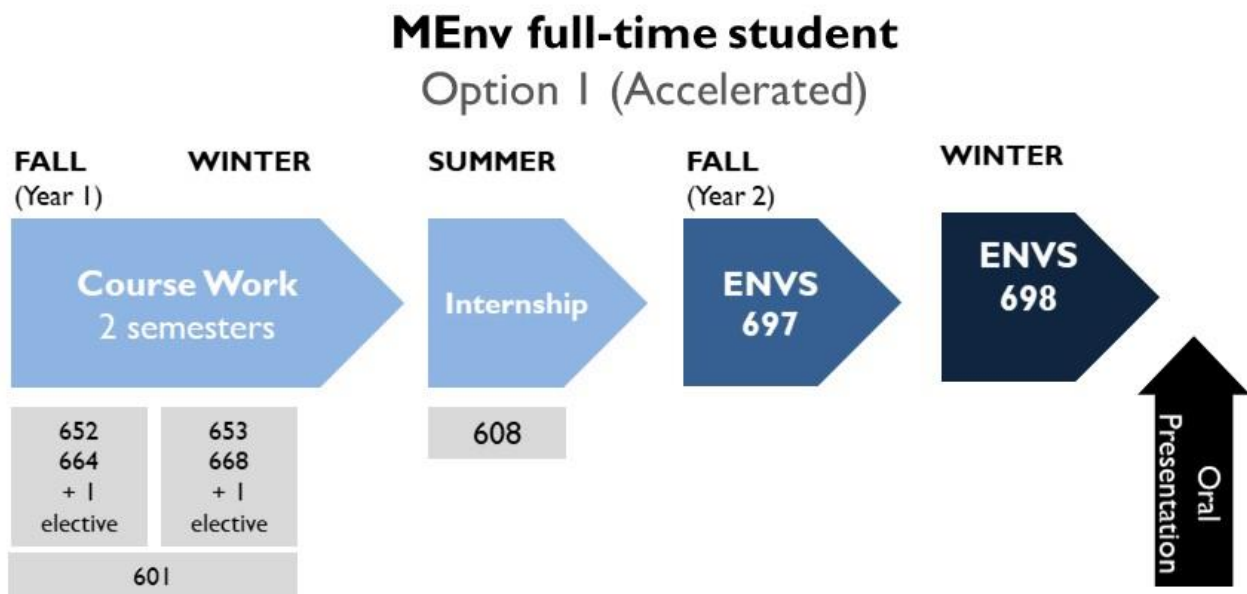 MEnv full-time student
Option 1 (Accelerated)
FALL
(Year 1)
WINTER
SUMMER
FALL
(Year 2)
WINTER
Course Work
2 semesters
Internship
ENVS
697
ENVS
698
652
664
+ 1
elective
653
668
+ 1
elective
601
608
Oral
Presentation